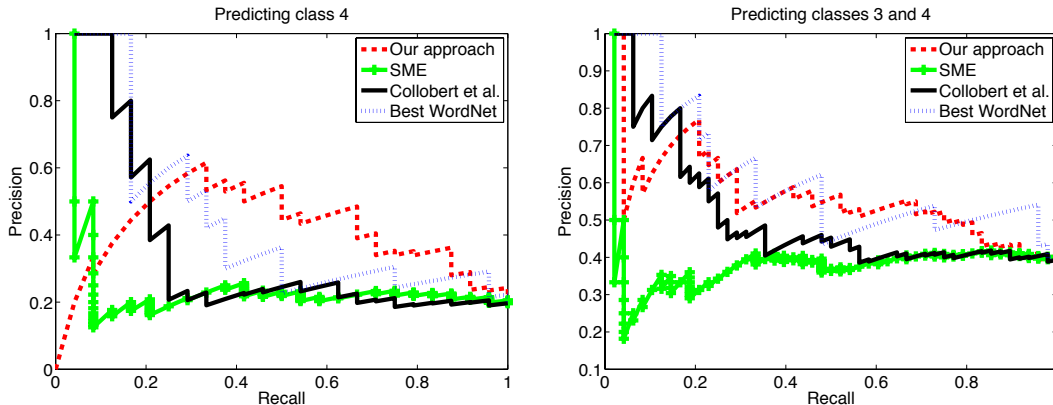 Predicting class 4
1
0.8
0.6
0.4
0.2
0
Precision
0
0.2
0.4
0.6
0.8
1
Recall
Our approach
SME
Collobert et al.
Best WordNet
Predicting classes 3 and 4
1
0.9
0.8
0.7
0.6
0.5
0.4
0.3
0.2
0.1
Precision
0
0.2
0.4
0.6
0.8
Recall
Our approach
SME
Collobert et al.
Best WordNet